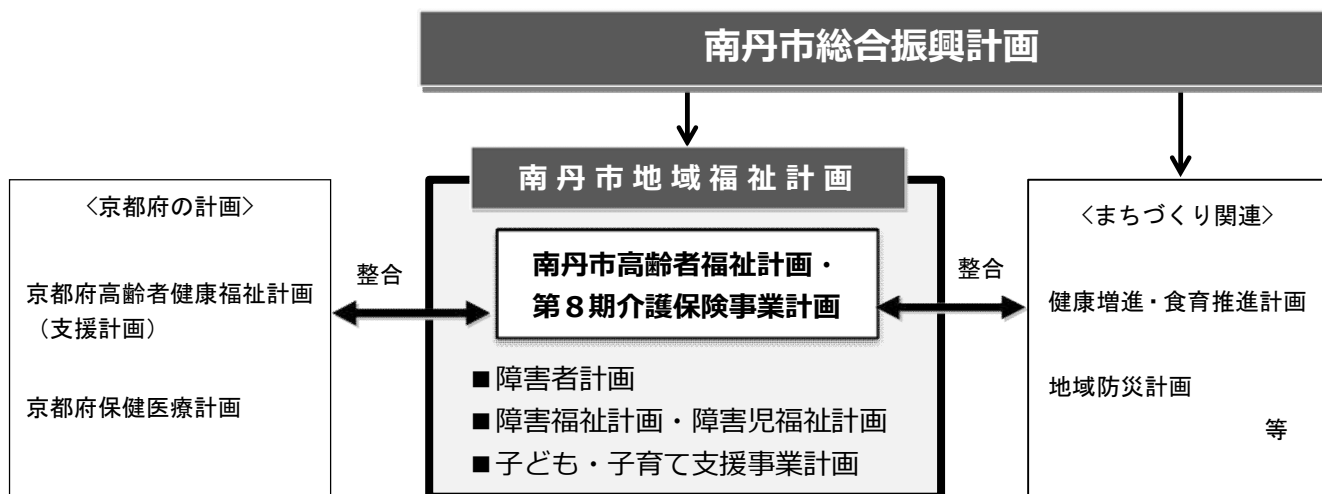 南丹市総合振興計画
南丹市地域福祉計画
〈京都府の計画〉
京都府高齢者健康福祉計画
（支援計画）
京都府保健医療計画
整合
南丹市高齢者福祉計画・
第８期介護保険事業計画
■障害者計画
■障害福祉計画・障害児福祉計画
■子ども・子育て支援事業計画
整合
〈まちづくり関連〉
健康増進・食育推進計画
地域防災計画
等